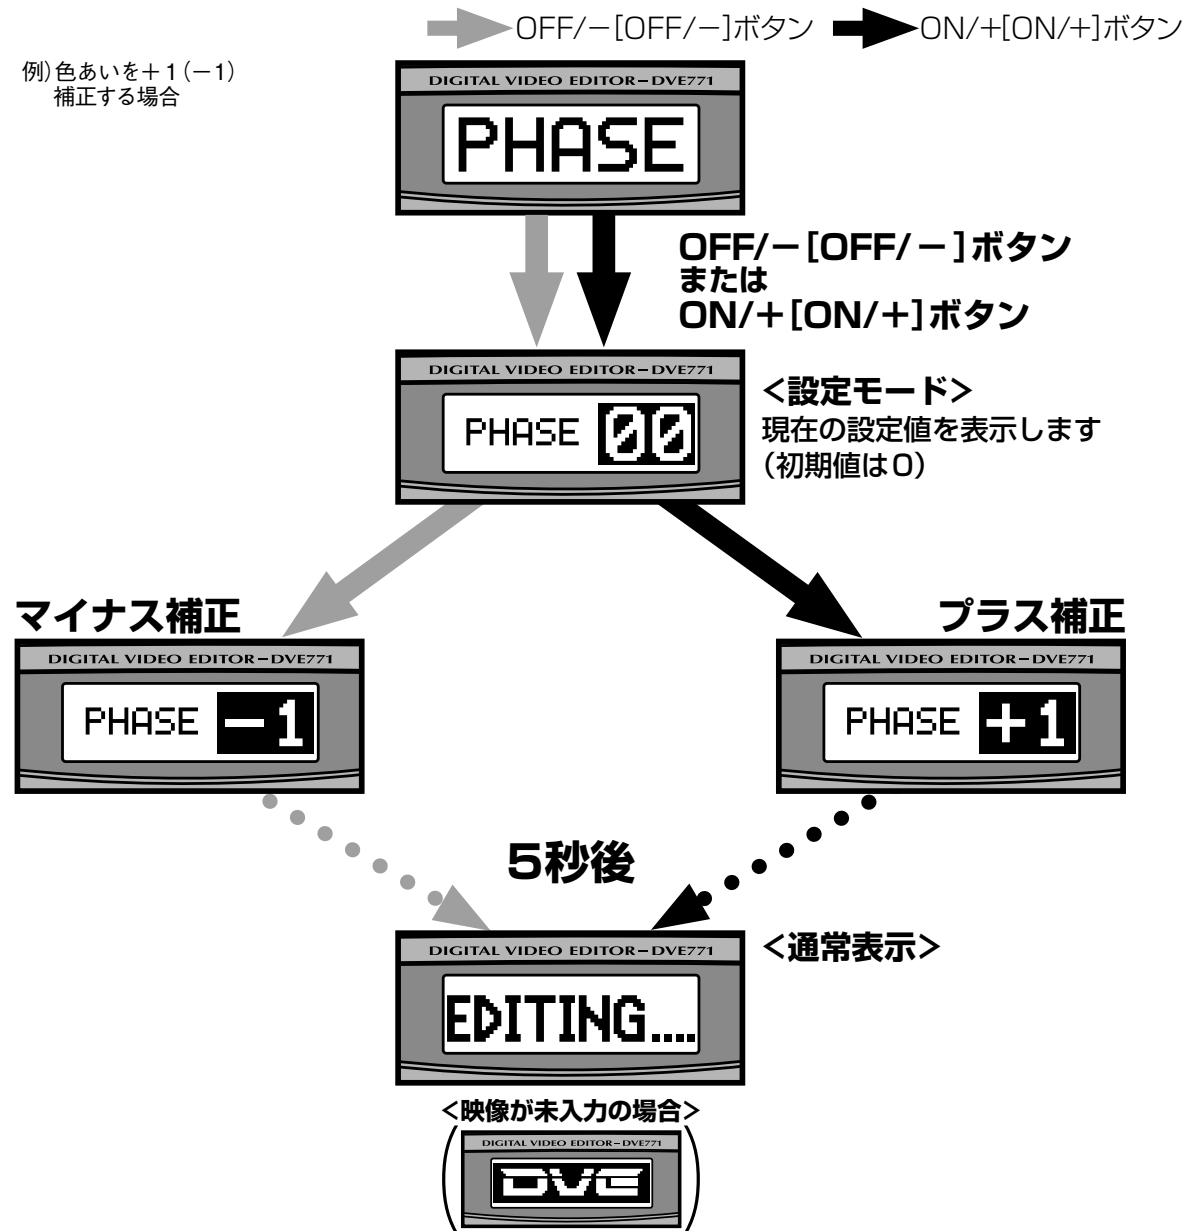 OFF/−[OFF/−]ボタン ON/+[ON/+]ボタン
例)色あいを＋1(−1)
補正する場合
DIGITAL VIDEO EDITOR−DVE771
PHASE
OFF/−[OFF/−]ボタン
または
ON/＋[ON/＋]ボタン
DIGITAL VIDEO EDITOR−DVE771
PHASE 00
＜設定モード＞
現在の設定値を表示します
（初期値は0）
マイナス補正
プラス補正
DIGITAL VIDEO EDITOR−DVE771
PHASE −1
DIGITAL VIDEO EDITOR−DVE771
PHASE +1
5秒後
DIGITAL VIDEO EDITOR−DVE771
EDITING....
＜通常表示＞
＜映像が未入力の場合＞
DIGITAL VIDEO EDITOR−DVE771
DVE